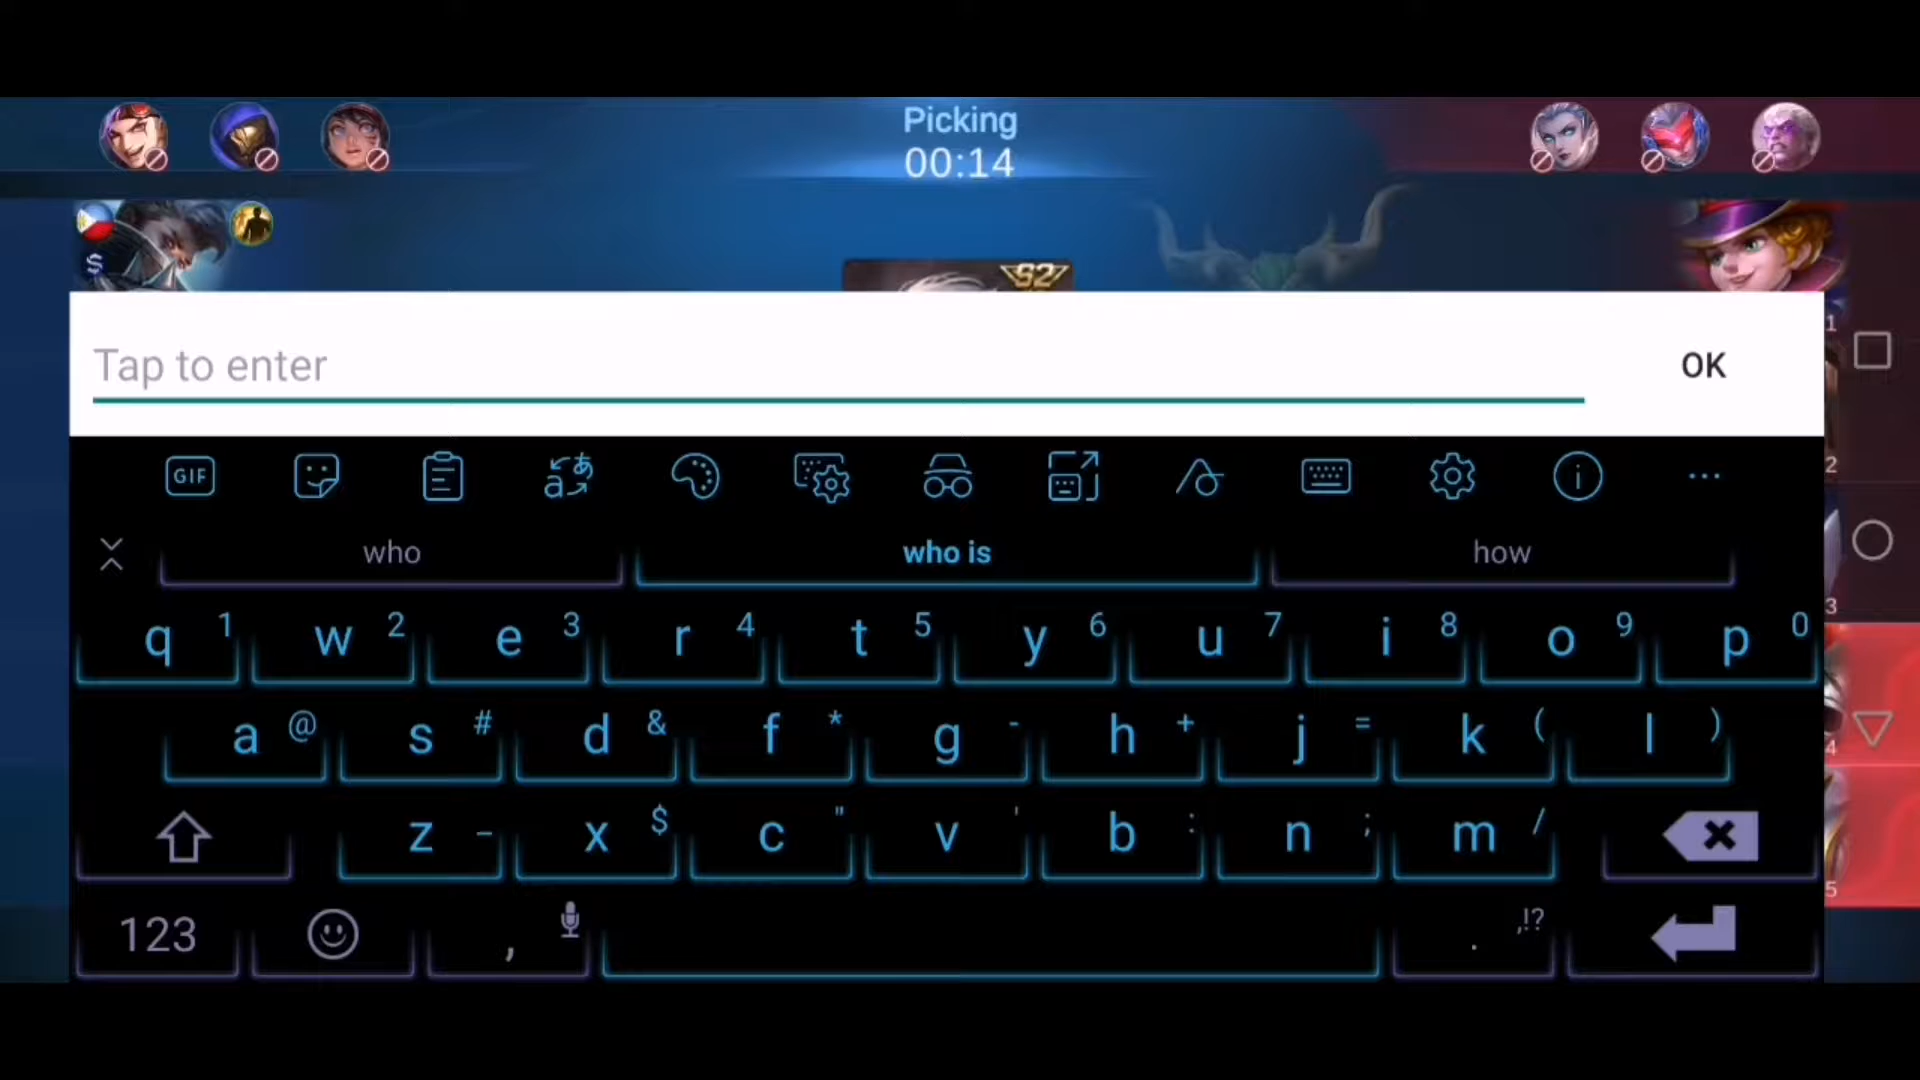 Picking
00:14
S
S2
Tap to enter
OK
GIF
who
who is
how
q 1 w 2 e 3 r 4 t 5 y 6 u 7 i 8 o 9 p 0
a @ s # d & f * g - h + j = k ( l )
z _ x $ c " v ' b : n ; m /
123 , . ,!?
1
2
3
4
5